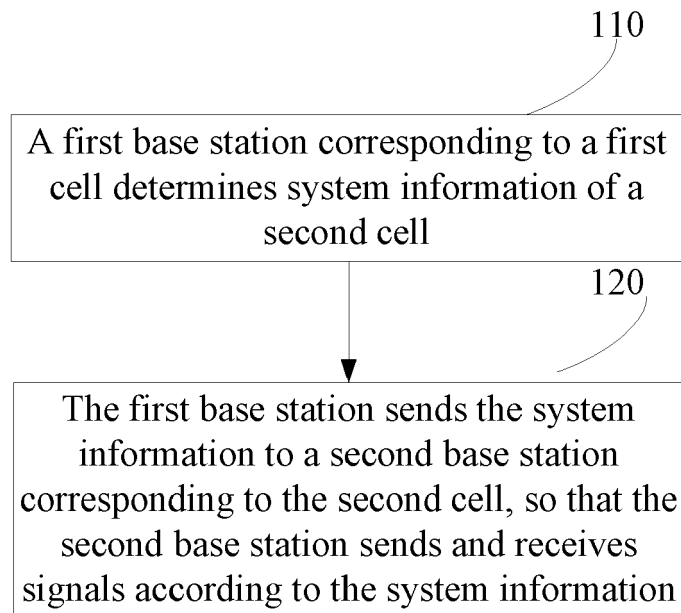 110
A first base station corresponding to a first
cell determines system information of a
second cell
120
The first base station sends the system
information to a second base station
corresponding to the second cell, so that the
second base station sends and receives
signals according to the system information